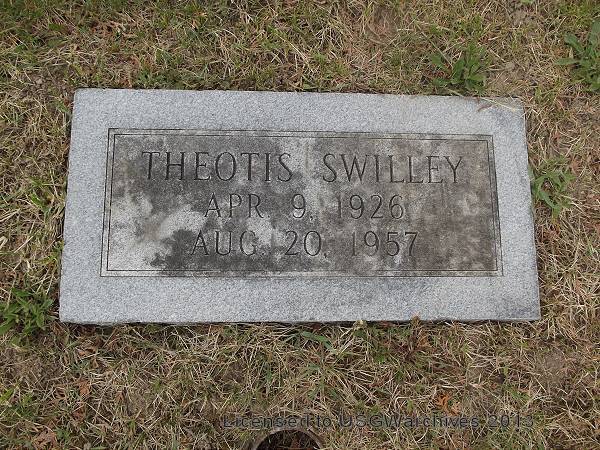 THEOTIS SWILLEY
APR 9, 1926
AUG 20, 1957
Licensed to USGWarchives 2013